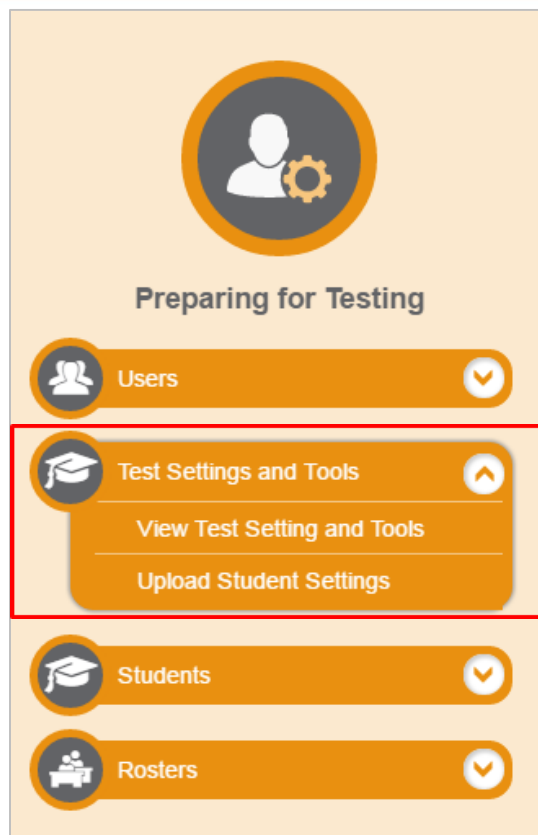 Preparing for Testing
Users
Test Settings and Tools
View Test Setting and Tools
Upload Student Settings
Students
Rosters